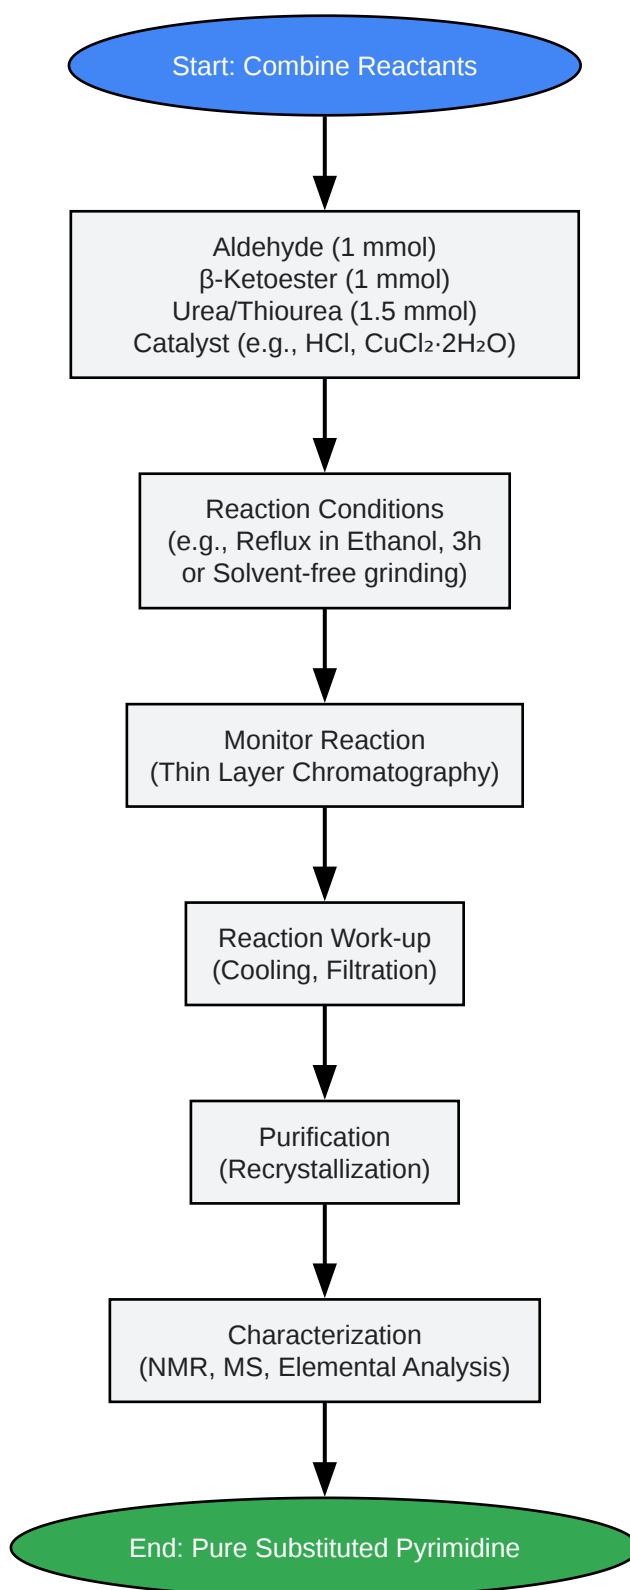 Start: Combine Reactants
Aldehyde (1 mmol)
β-Ketoester (1 mmol)
Urea/Thiourea (1.5 mmol)
Catalyst (e.g., HCl, CuCl₂·2H₂O)
Reaction Conditions
(e.g., Reflux in Ethanol, 3h
or Solvent-free grinding)
Monitor Reaction
(Thin Layer Chromatography)
Reaction Work-up
(Cooling, Filtration)
Purification
(Recrystallization)
Characterization
(NMR, MS, Elemental Analysis)
End: Pure Substituted Pyrimidine